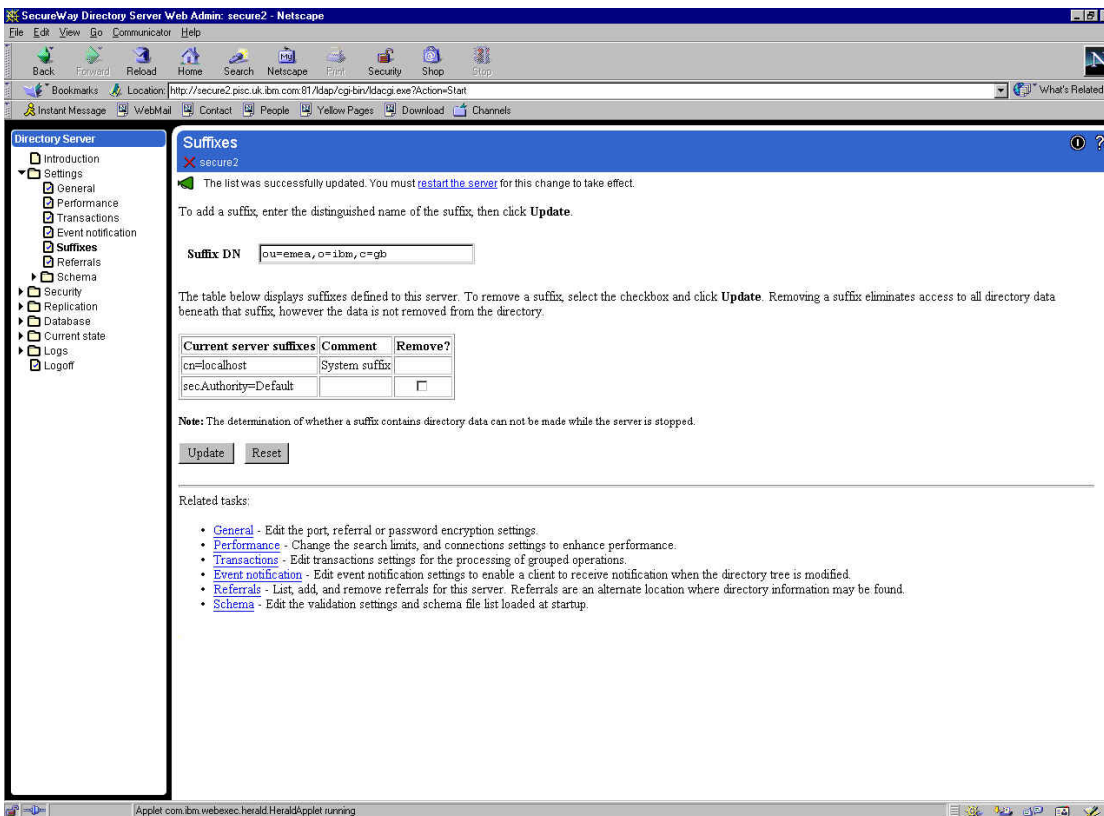 SecureWay Directory Server Web Admin: secure2 - Netscape
File Edit View Go Communicator Help
Back Forward Reload Home Search Netscape Print Security Shop Stop
My
N
Bookmarks Location: http://secure2.pisc.uk.ibm.com:81/ldap/cgi-bin/ldacgi.exe?Action=Start What's Related
Instant Message WebMail Contact People Yellow Pages Download Channels
Directory Server
Introduction
Settings
General
Performance
Transactions
Event notification
Suffixes
Referrals
Schema
Security
Replication
Database
Current state
Logs
Logoff
Suffixes
?
secure2
The list was successfully updated. You must restart the server for this change to take effect.
To add a suffix, enter the distinguished name of the suffix, then click Update.
Suffix DN ou=emea,o=ibm,c=gb
The table below displays suffixes defined to this server. To remove a suffix, select the checkbox and click Update. Removing a suffix eliminates access to all directory data
beneath that suffix, however the data is not removed from the directory.
Current server suffixes Comment Remove?
cn=localhost System suffix
secAuthority=Default
Note: The determination of whether a suffix contains directory data can not be made while the server is stopped.
Update Reset
Related tasks:
• General - Edit the port, referral or password encryption settings.
• Performance - Change the search limits, and connections settings to enhance performance.
• Transactions - Edit transactions settings for the processing of grouped operations.
• Event notification - Edit event notification settings to enable a client to receive notification when the directory tree is modified.
• Referrals - List, add, and remove referrals for this server. Referrals are an alternate location where directory information may be found.
• Schema - Edit the validation settings and schema file list loaded at startup.
Applet com.ibm.webexec.herald.HeraldApplet running